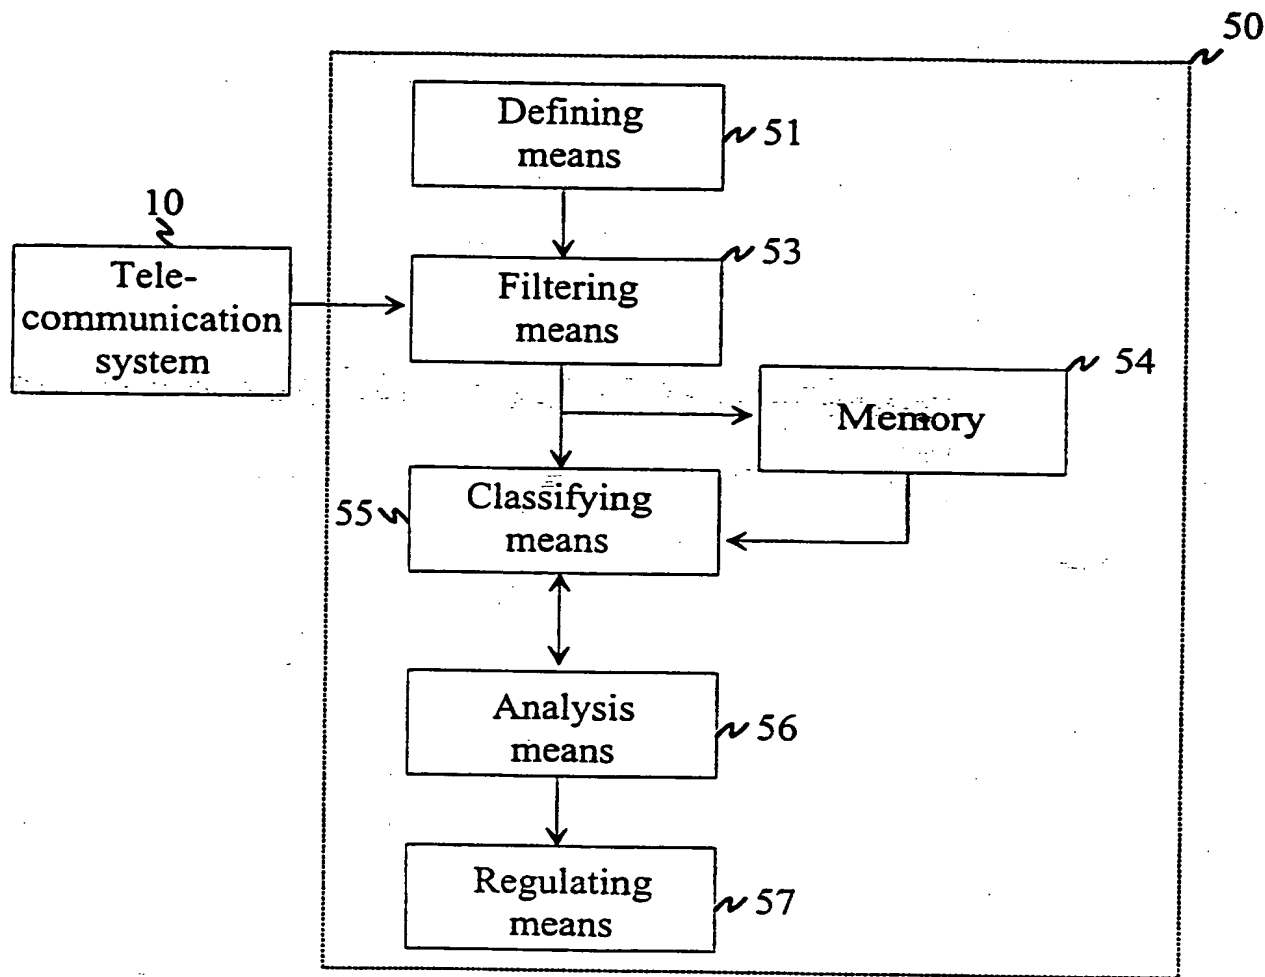 50
Defining
means
51
10
Tele-
communication
system
Filtering
means
53
54
Memory
55
Classifying
means
Analysis
means
56
Regulating
means
57